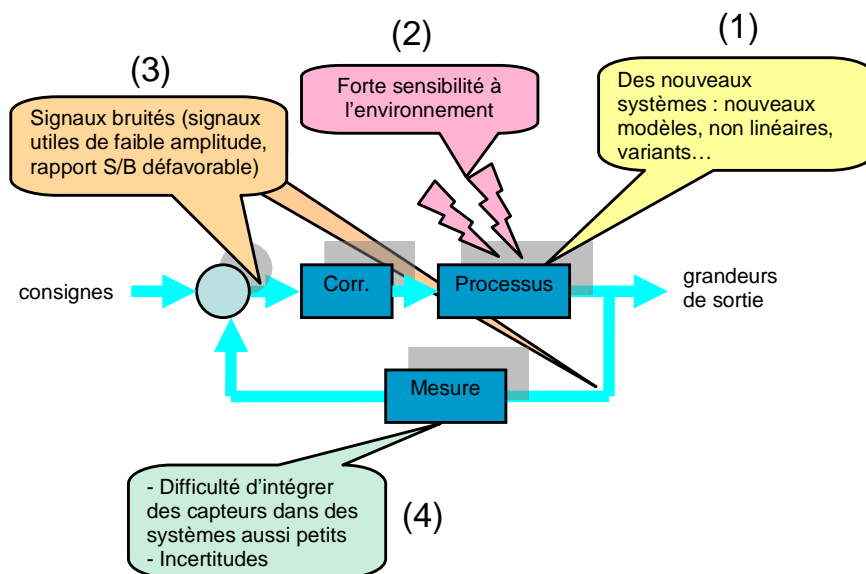 (1)
(2)
(3)
Des nouveaux
systèmes : nouveaux
modèles, non linéaires,
variants…
Forte sensibilité à
l'environnement
Signaux bruités (signaux
utiles de faible amplitude,
rapport S/B défavorable)
consignes
Corr.
Processus
grandeurs
de sortie
Mesure
- Difficulté d'intégrer
des capteurs dans des
systèmes aussi petits
- Incertitudes
(4)